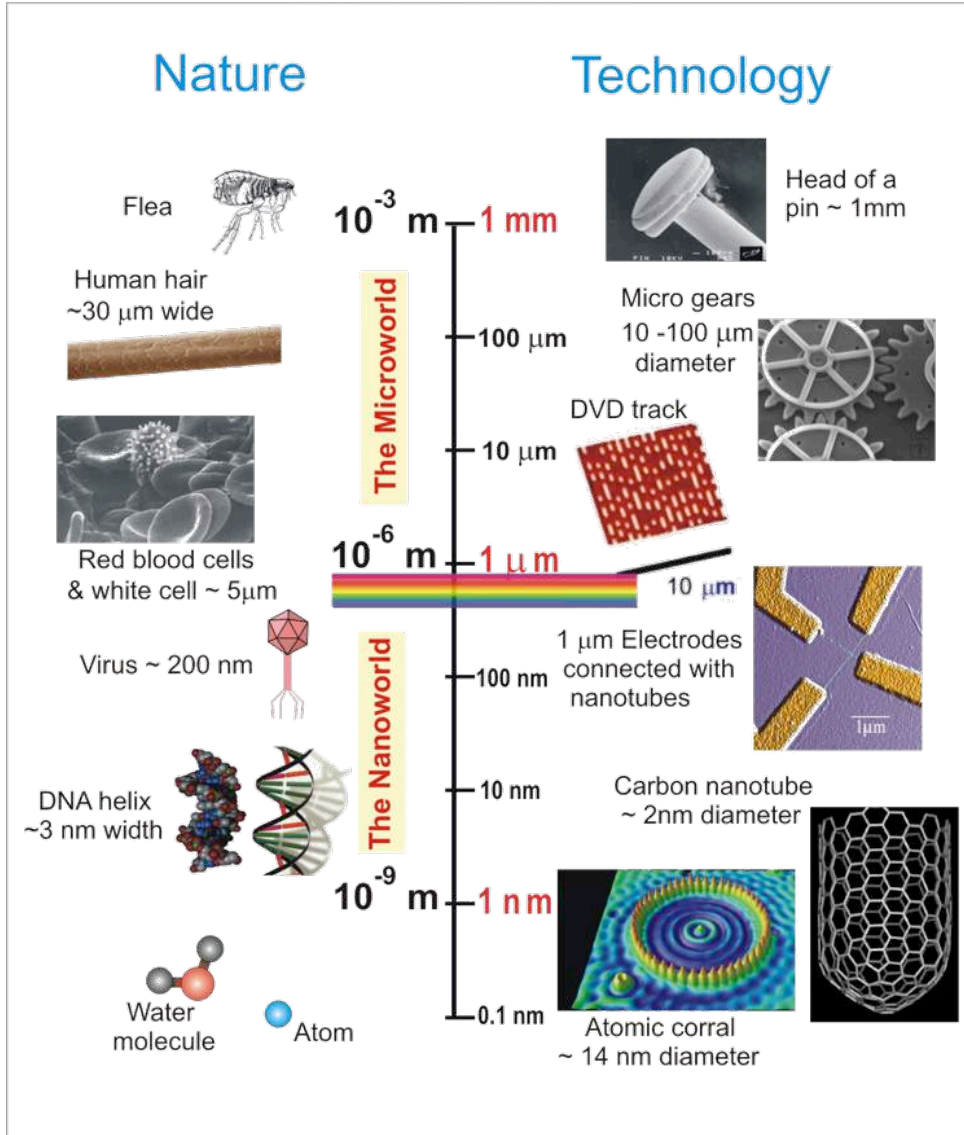 Nature
Technology
Flea
10⁻³ m
1 mm
Head of a
pin ~ 1mm
Human hair
~30 μm wide
The Microworld
100 μm
Micro gears
10 -100 μm
diameter
DVD track
10 μm
Red blood cells
& white cell ~ 5μm
10⁻⁶ m
1 μm
10 μm
Virus ~ 200 nm
The Nanoworld
100 nm
1 μm Electrodes
connected with
nanotubes
1μm
DNA helix
~3 nm width
10 nm
Carbon nanotube
~ 2nm diameter
10⁻⁹ m
1 nm
Water
molecule
Atom
0.1 nm
Atomic corral
~ 14 nm diameter